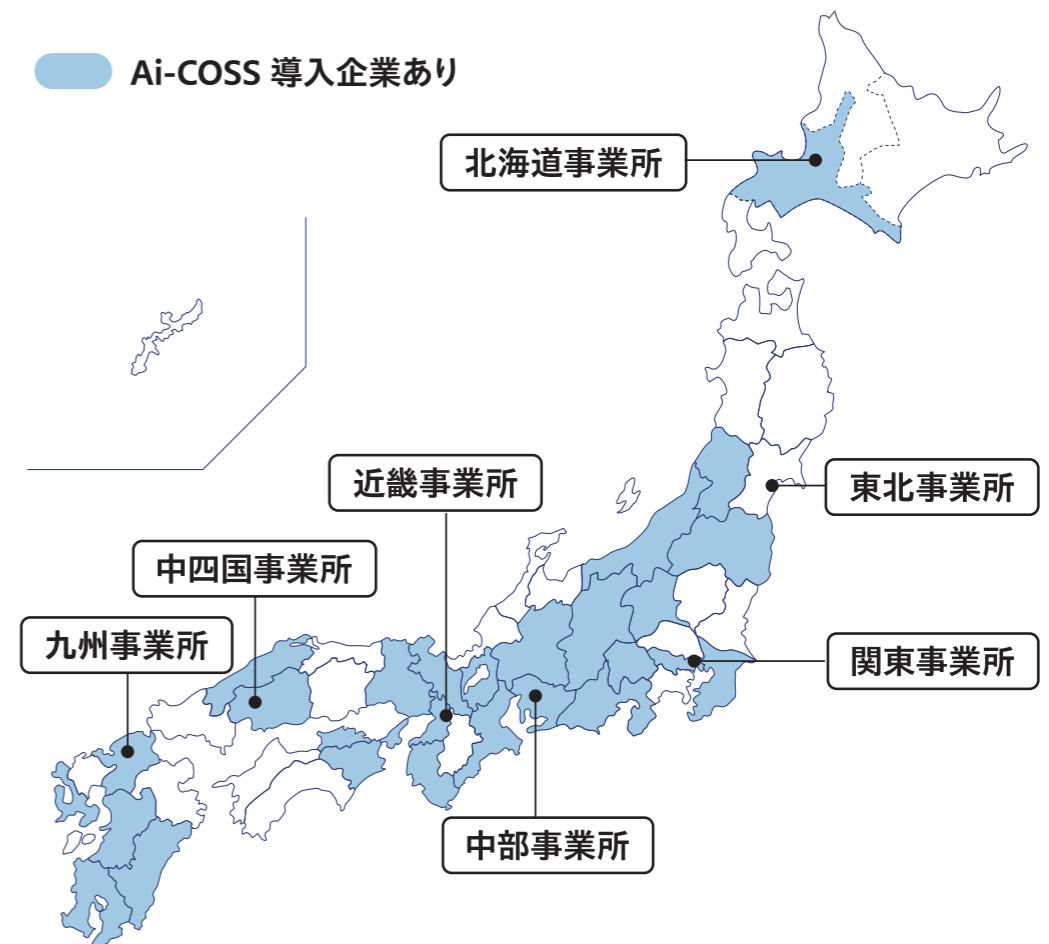 Ai-COSS 導入企業あり
北海道事業所
近畿事業所
東北事業所
中四国事業所
九州事業所
関東事業所
中部事業所